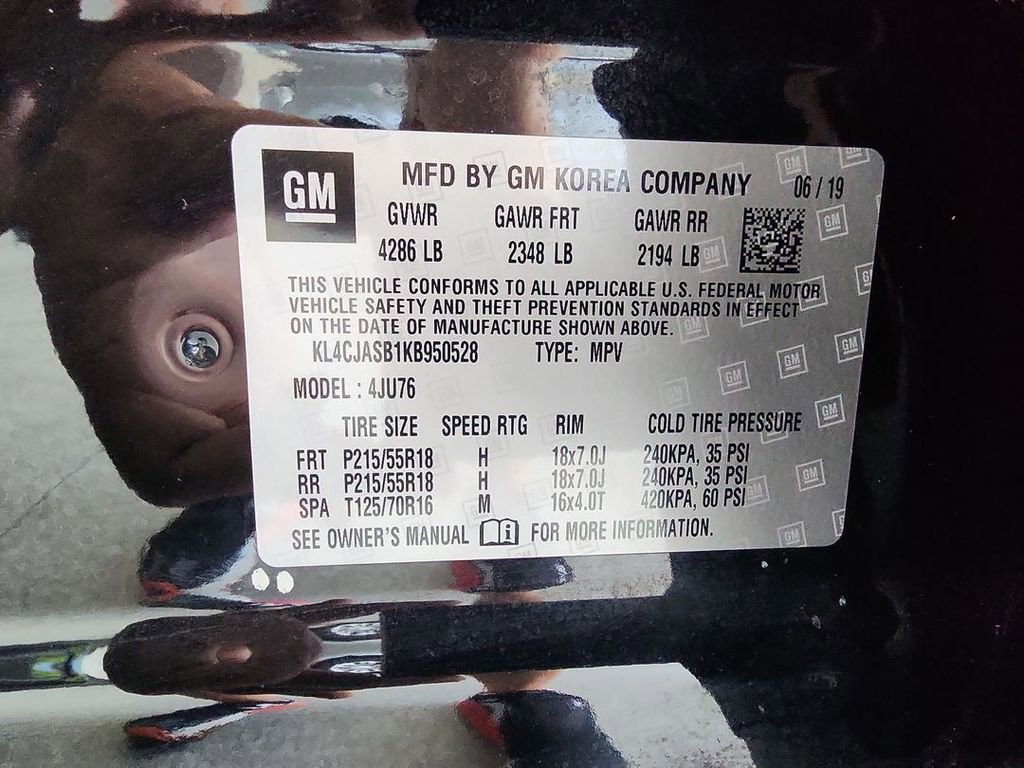 GM
MFD BY GM KOREA COMPANY 06/19
GVWR GAWR FRT GAWR RR
4286 LB 2348 LB 2194 LB
THIS VEHICLE CONFORMS TO ALL APPLICABLE U.S. FEDERAL MOTOR
VEHICLE SAFETY AND THEFT PREVENTION STANDARDS IN EFFECT
ON THE DATE OF MANUFACTURE SHOWN ABOVE.
KL4CJASB1KB950528 TYPE: MPV
MODEL : 4JU76
TIRE SIZE SPEED RTG RIM COLD TIRE PRESSURE
FRT P215/55R18 H 18x7.0J 240KPA, 35 PSI
RR P215/55R18 H 18x7.0J 240KPA, 35 PSI
SPA T125/70R16 M 16x4.0T 420KPA, 60 PSI
SEE OWNER'S MANUAL FOR MORE INFORMATION.